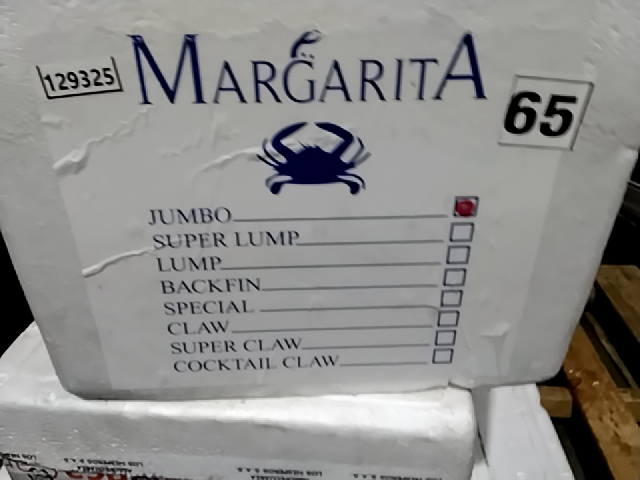 129325
MARGARITA
65
JUMBO
SUPER LUMP
LUMP
BACKFIN
SPECIAL
CLAW
SUPER CLAW
COCKTAIL CLAW